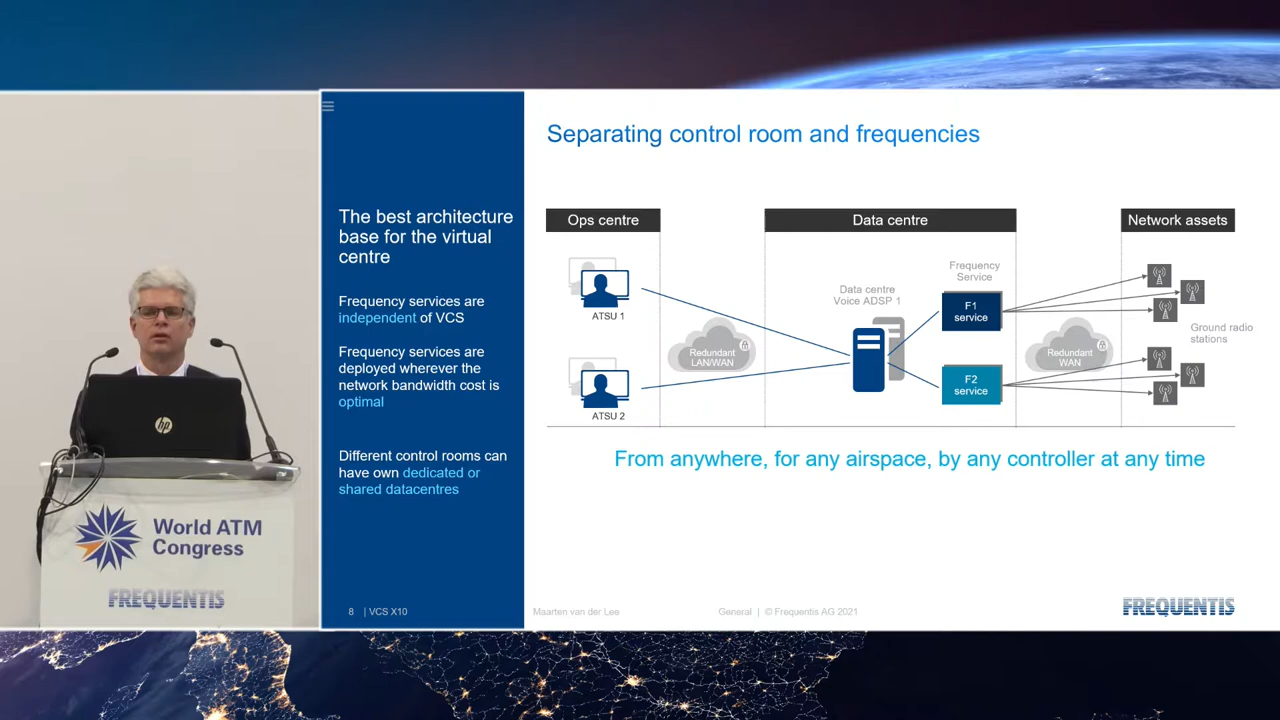 Separating control room and frequencies
The best architecture
base for the virtual
centre
Frequency services are
independent of VCS
Frequency services are
deployed wherever the
network bandwidth cost is
optimal
Different control rooms can
have own dedicated or
shared datacentres
8 | VCS X10
Ops centre
Data centre
Network assets
ATSU 1
ATSU 2
Redundant
LAN/WAN
Data centre
Voice ADSP 1
Frequency
Service
F1
service
F2
service
Redundant
WAN
Ground radio
stations
From anywhere, for any airspace, by any controller at any time
Maarten van der Lee
General | © Frequentis AG 2021
FREQUENTIS
hp
World ATM
Congress
FREQUENTIS